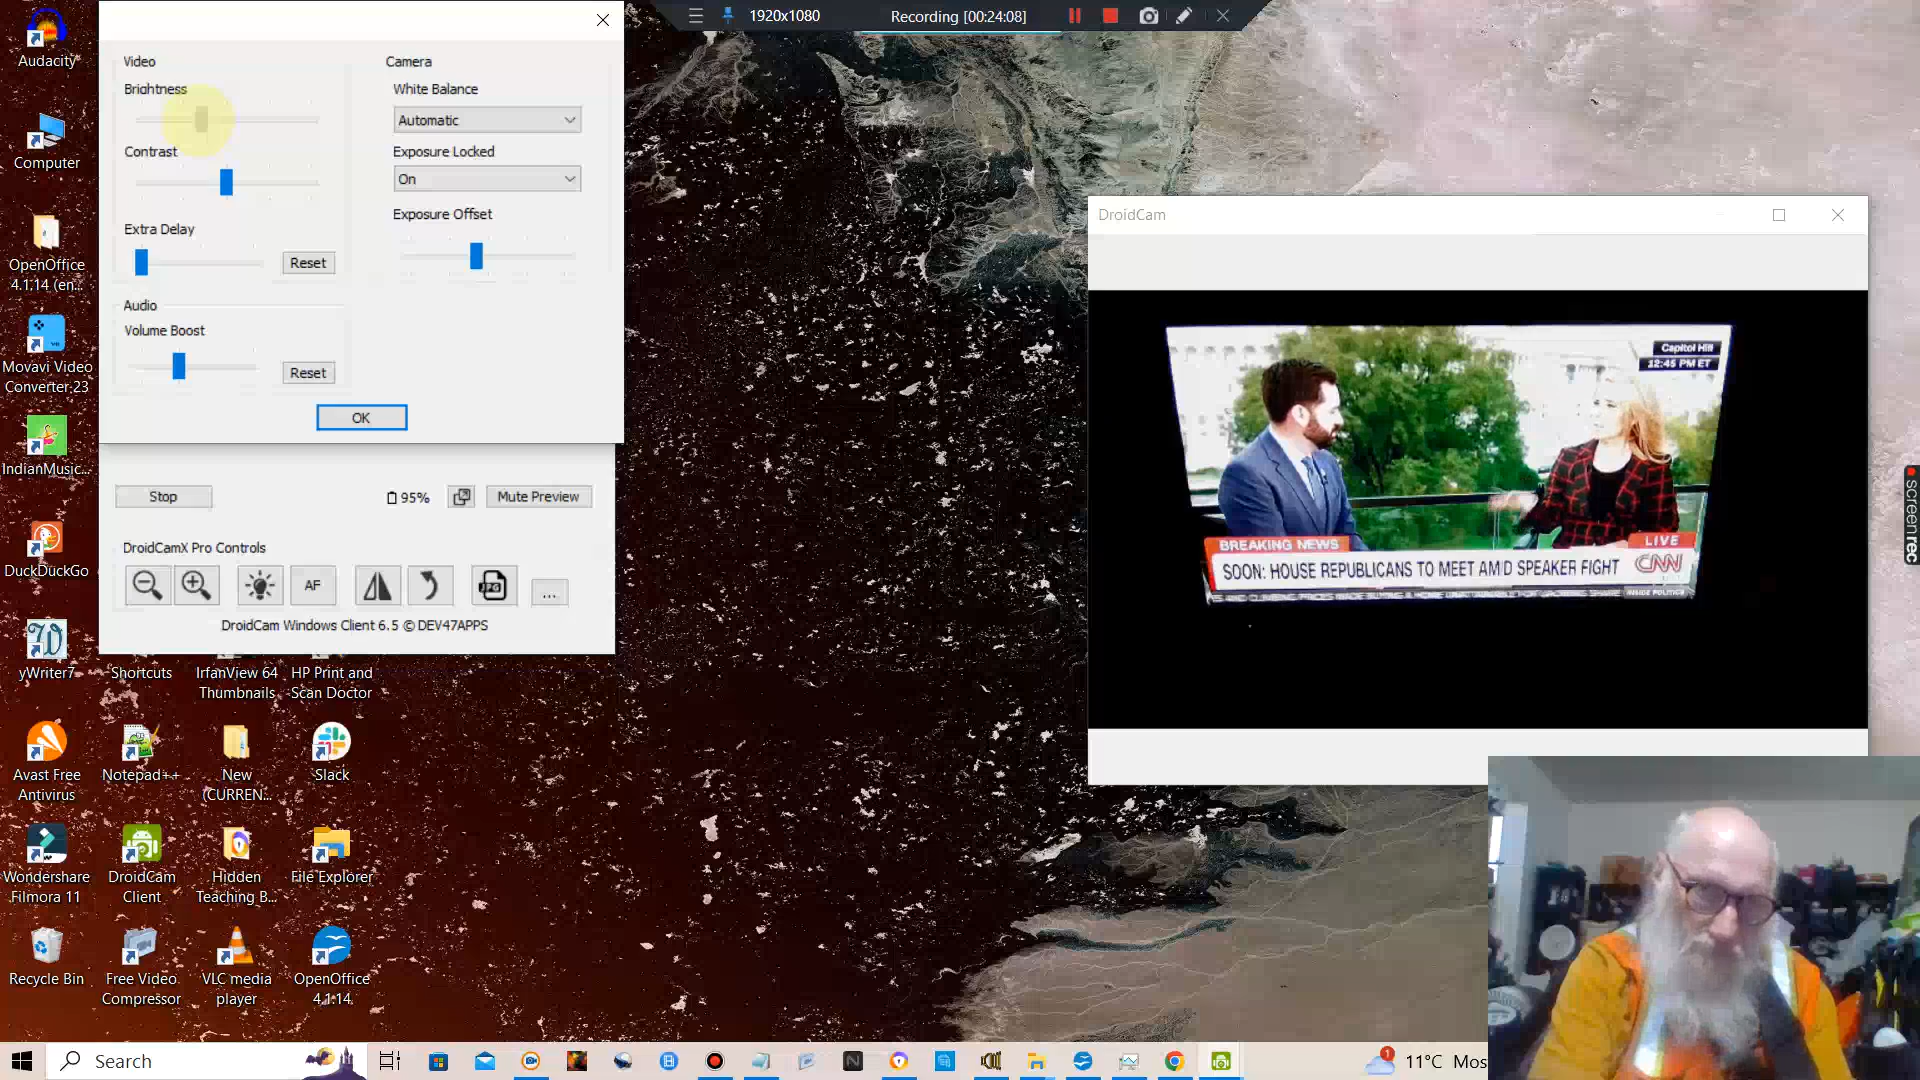 1920x1080
Recording [00:24:08]
Audacity
Computer
OpenOffice
4.1.14 (en...
Movavi Video
Converter 23
IndianMusic...
DuckDuckGo
yWriter7
Shortcuts
IrfanView 64
Thumbnails
HP Print and
Scan Doctor
Avast Free
Antivirus
Notepad++
New
(CURREN...
Slack
Wondershare
Filmora 11
DroidCam
Client
Hidden
Teaching B...
File Explorer
Recycle Bin
Free Video
Compressor
VLC media
player
OpenOffice
4.1.14
Video
Brightness
Contrast
Extra Delay
Reset
Audio
Volume Boost
Reset
Camera
White Balance
Automatic
Exposure Locked
On
Exposure Offset
OK
Stop
95%
Mute Preview
DroidCamX Pro Controls
AF
JPG
...
DroidCam Windows Client 6.5 © DEV47APPS
DroidCam
Capitol Hill
12:45 PM ET
BREAKING NEWS
LIVE
SOON: HOUSE REPUBLICANS TO MEET AMID SPEAKER FIGHT
CNN
INSIDE POLITICS
screenrec
Search
1
11°C Mos